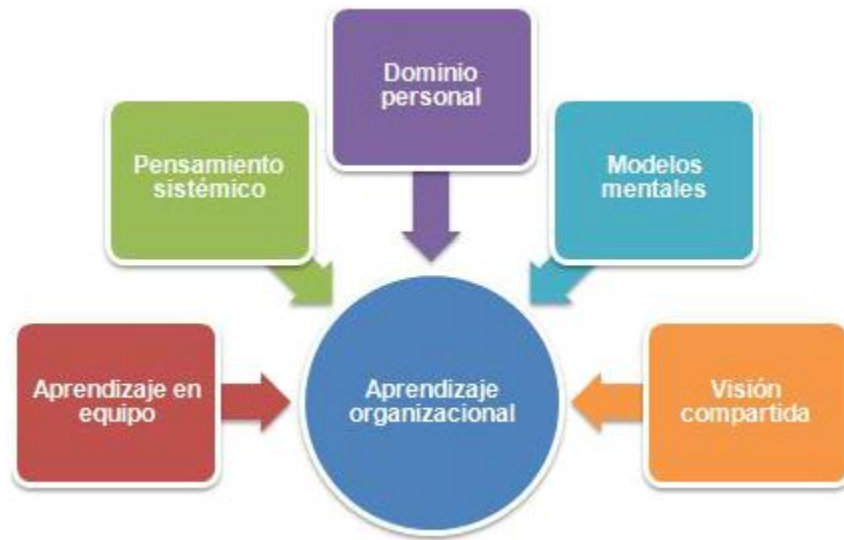 Dominio
personal
Pensamiento
sistémico
Modelos
mentales
Aprendizaje en
equipo
Aprendizaje
organizacional
Visión
compartida